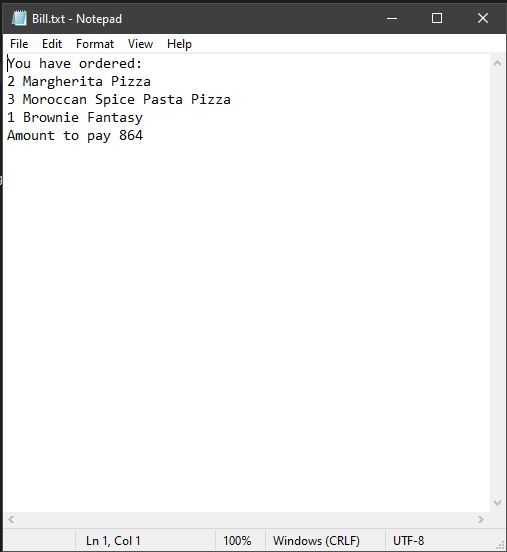 Bill.txt - Notepad
File Edit Format View Help
You have ordered:
2 Margherita Pizza
3 Moroccan Spice Pasta Pizza
1 Brownie Fantasy
Amount to pay 864
Ln 1, Col 1 100% Windows (CRLF) UTF-8